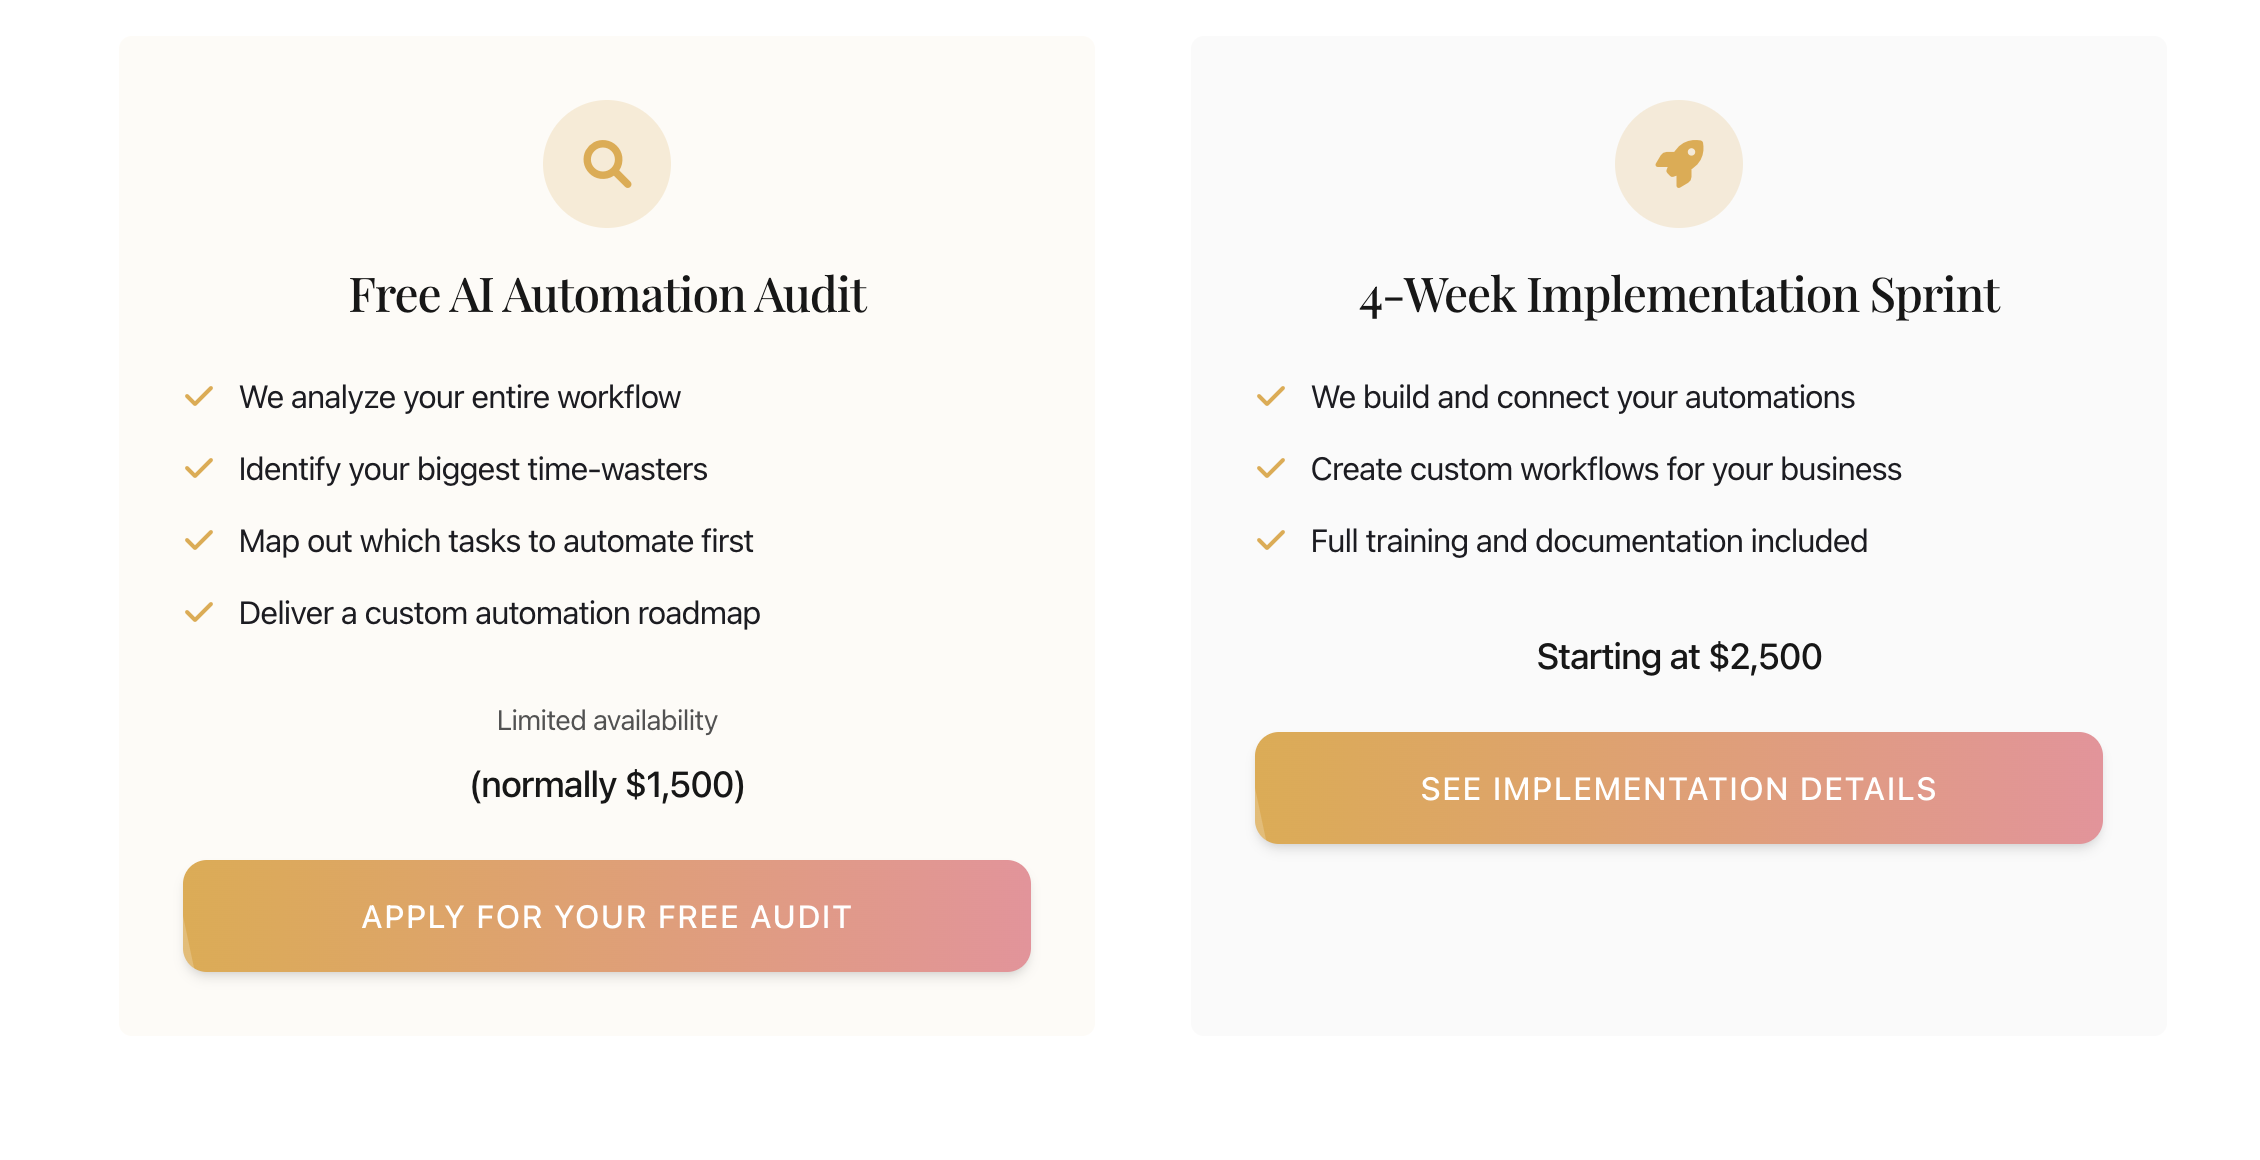 Free AI Automation Audit
We analyze your entire workflow
Identify your biggest time-wasters
Map out which tasks to automate first
Deliver a custom automation roadmap
Limited availability
(normally $1,500)
APPLY FOR YOUR FREE AUDIT
4-Week Implementation Sprint
We build and connect your automations
Create custom workflows for your business
Full training and documentation included
Starting at $2,500
SEE IMPLEMENTATION DETAILS